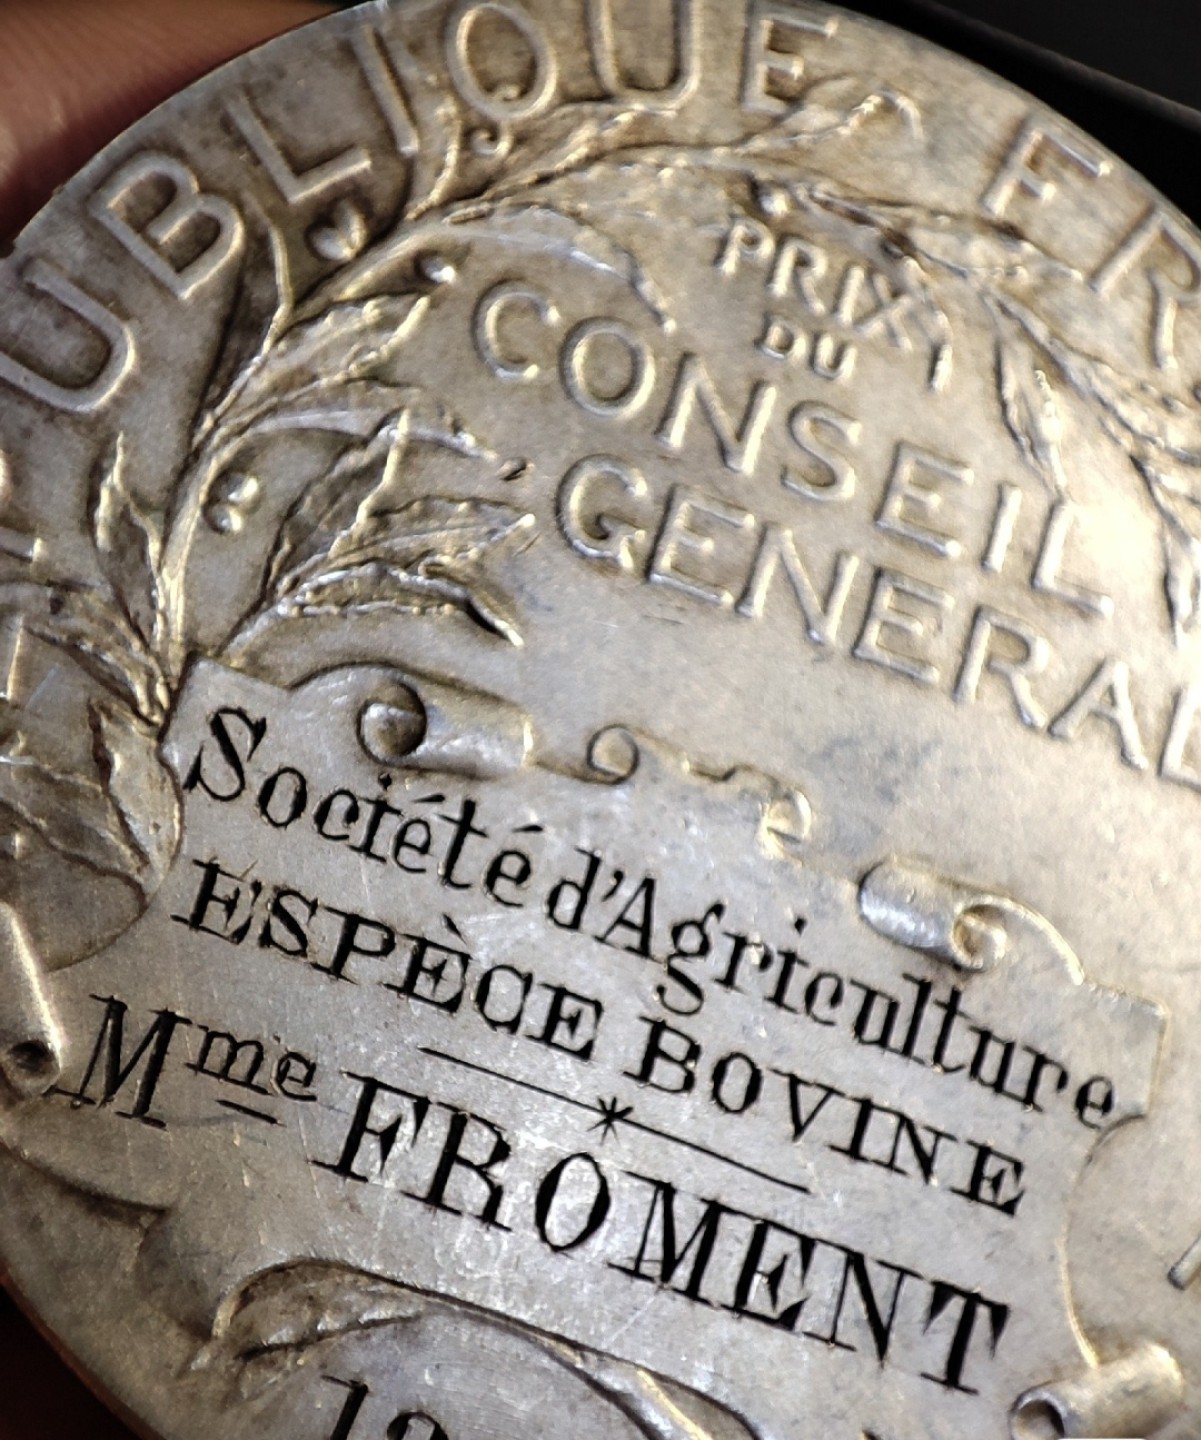 UBLIQUE FR
PRIX
DU
CONSEIL
GENERAL
Société d'Agriculture
ESPÈCE BOVINE
Mme FROMENT